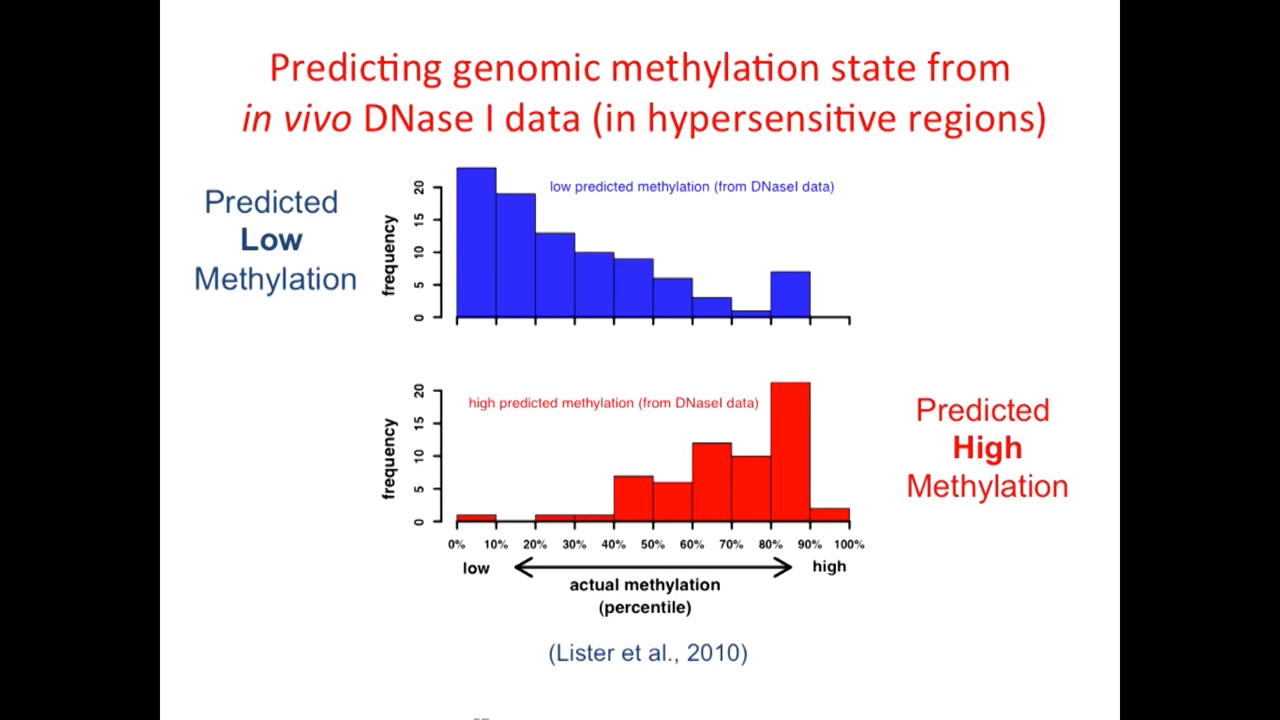 Predicting genomic methylation state from
in vivo DNase I data (in hypersensitive regions)
Predicted
Low
Methylation
low predicted methylation (from DNaseI data)
frequency
20
15
10
5
0
high predicted methylation (from DNaseI data)
frequency
20
15
10
5
0
0% 10% 20% 30% 40% 50% 60% 70% 80% 90% 100%
low
high
actual methylation
(percentile)
Predicted
High
Methylation
(Lister et al., 2010)